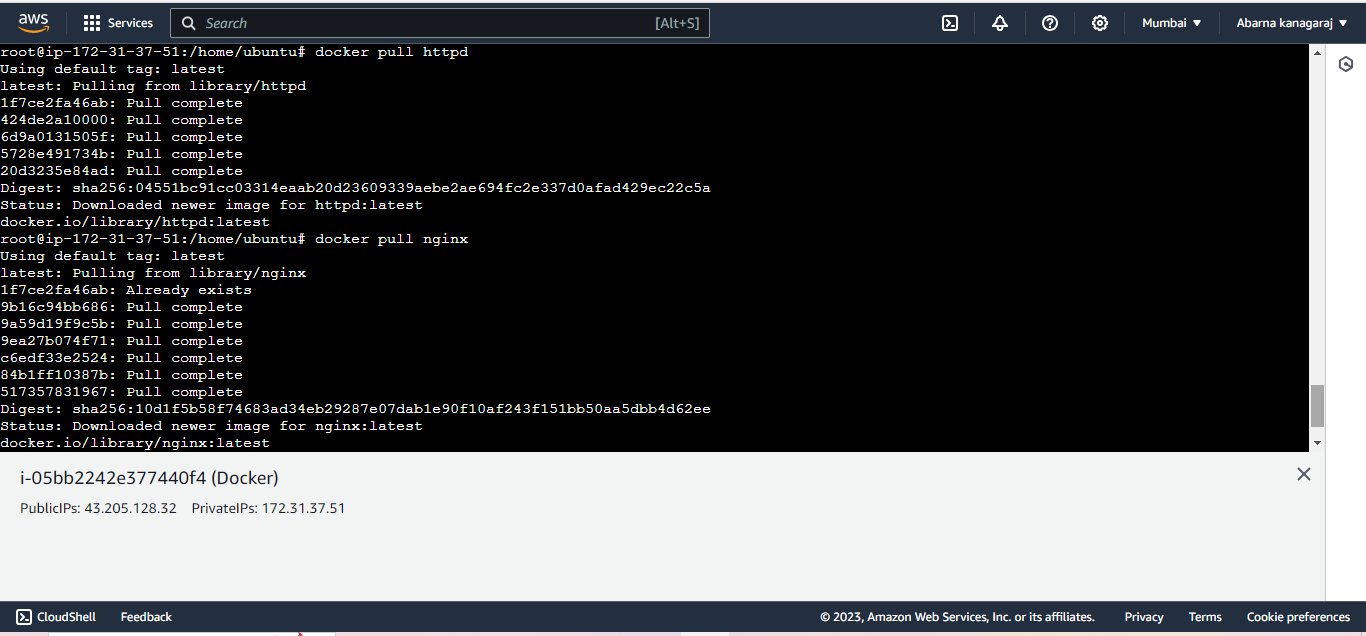 aws Services Search [Alt+S] Mumbai Abarna kanagaraj
root@ip-172-31-37-51:/home/ubuntu# docker pull httpd
Using default tag: latest
latest: Pulling from library/httpd
1f7ce2fa46ab: Pull complete
424de2a10000: Pull complete
6d9a0131505f: Pull complete
5728e491734b: Pull complete
20d3235e84ad: Pull complete
Digest: sha256:04551bc91cc03314eaab20d23609339aebe2ae694fc2e337d0afad429ec22c5a
Status: Downloaded newer image for httpd:latest
docker.io/library/httpd:latest
root@ip-172-31-37-51:/home/ubuntu# docker pull nginx
Using default tag: latest
latest: Pulling from library/nginx
1f7ce2fa46ab: Already exists
9b16c94bb686: Pull complete
9a59d19f9c5b: Pull complete
9ea27b074f71: Pull complete
c6edf33e2524: Pull complete
84b1ff10387b: Pull complete
517357831967: Pull complete
Digest: sha256:10d1f5b58f74683ad34eb29287e07dab1e90f10af243f151bb50aa5dbb4d62ee
Status: Downloaded newer image for nginx:latest
docker.io/library/nginx:latest
i-05bb2242e377440f4 (Docker)
PublicIPs: 43.205.128.32 PrivateIPs: 172.31.37.51
CloudShell Feedback © 2023, Amazon Web Services, Inc. or its affiliates. Privacy Terms Cookie preferences